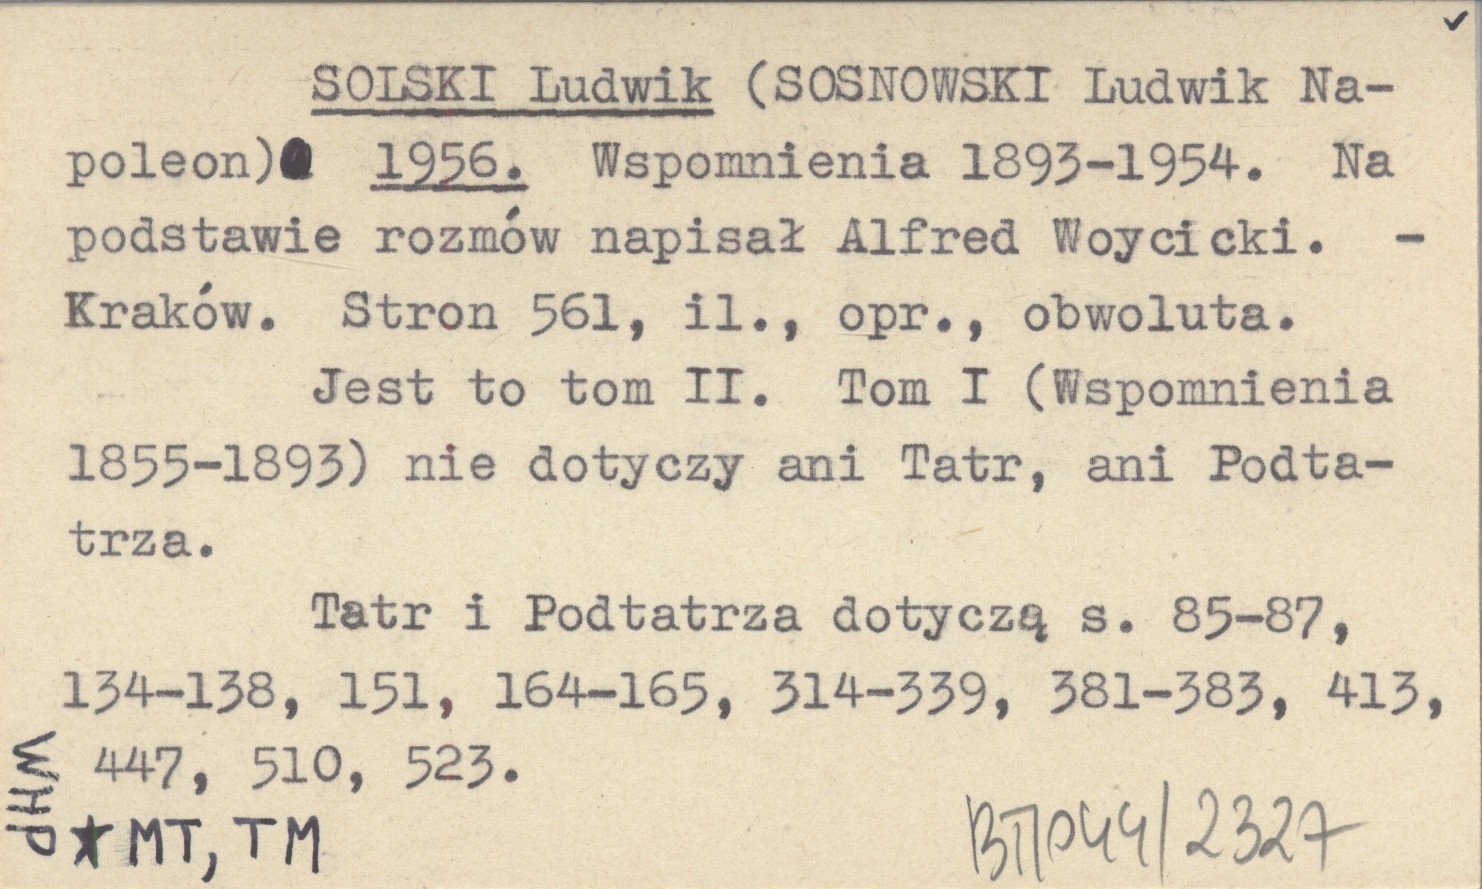 SOLSKI Ludwik (SOSNOWSKI Ludwik Na-
poleon) 1956. Wspomnienia 1893-1954. Na
podstawie rozmów napisał Alfred Woycicki. -
Kraków. Stron 561, il., opr., obwoluta.
Jest to tom II. Tom I (Wspomnienia
1855-1893) nie dotyczy ani Tatr, ani Podta-
trza.
Tatr i Podtatrza dotyczą s. 85-87,
134-138, 151, 164-165, 314-339, 381-383, 413,
447, 510, 523.
WHP
★ MT, TM
2327